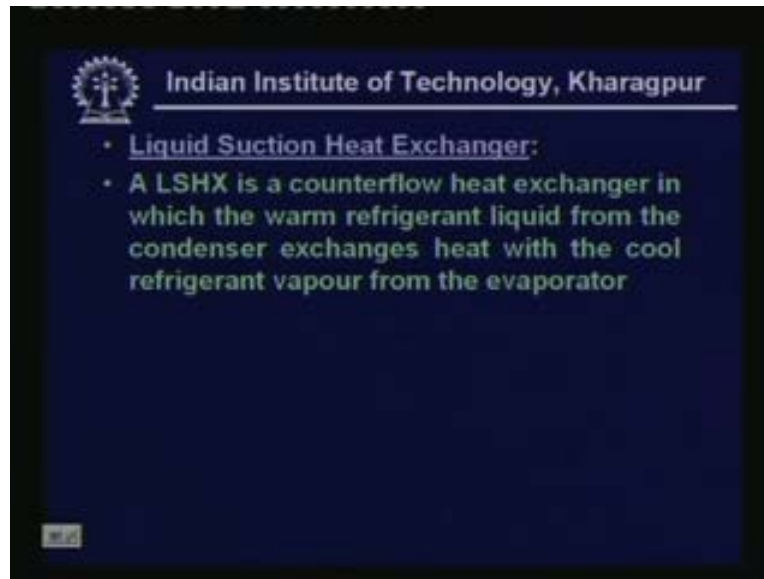 Indian Institute of Technology, Kharagpur
• Liquid Suction Heat Exchanger:
• A LSHX is a counterflow heat exchanger in
which the warm refrigerant liquid from the
condenser exchanges heat with the cool
refrigerant vapour from the evaporator